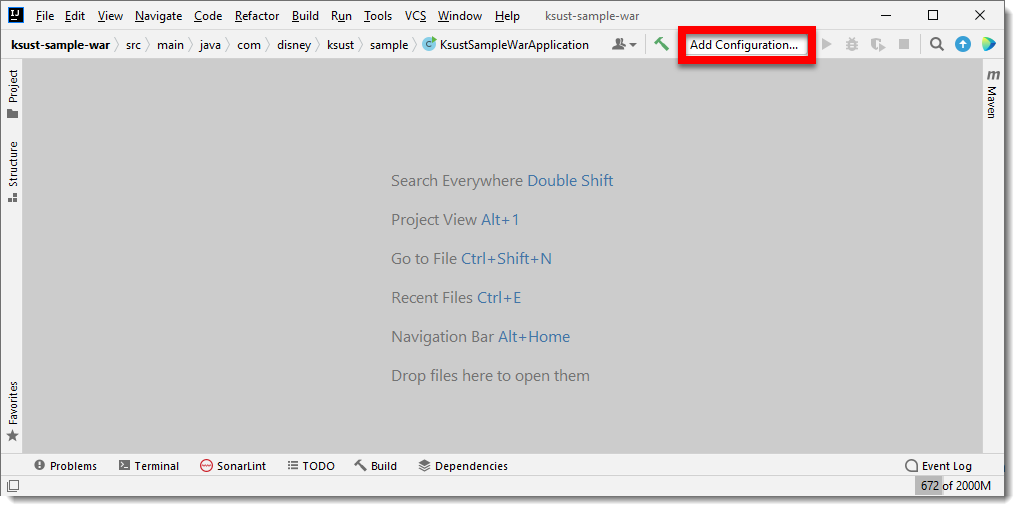 IJ File Edit View Navigate Code Refactor Build Run Tools VCS Window Help ksust-sample-war
ksust-sample-war src main java com disney ksust sample C KsustSampleWarApplication Add Configuration...
Project
Structure
Favorites
m Maven
Search Everywhere Double Shift
Project View Alt+1
Go to File Ctrl+Shift+N
Recent Files Ctrl+E
Navigation Bar Alt+Home
Drop files here to open them
Problems Terminal SonarLint TODO Build Dependencies Event Log
672 of 2000M